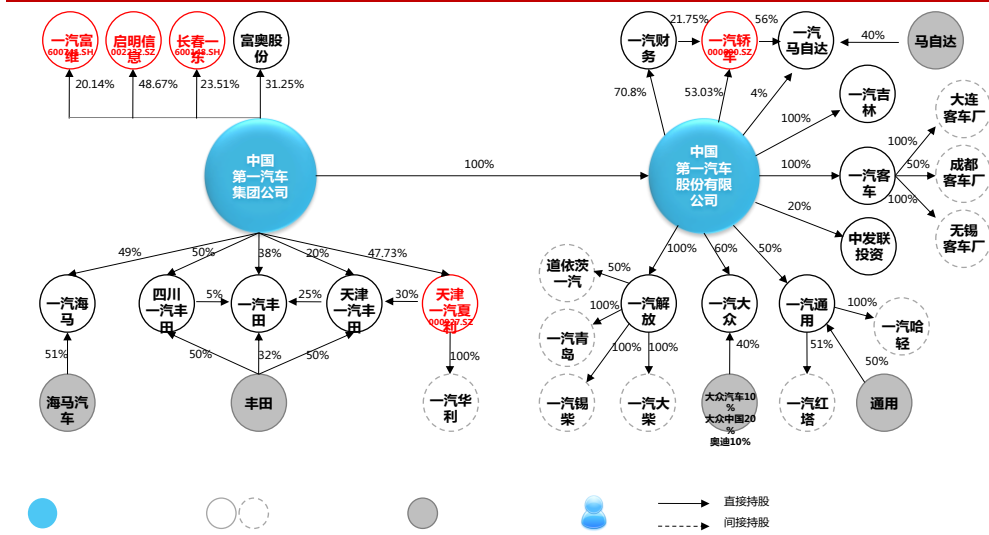 一汽富
维
600742.SH
启明信
息
002232.SZ
长春一
东
600148.SH
富奥股
份
20.14%
48.67%
23.51%
31.25%
一汽财
务
21.75%
一汽轿
车
000800.SZ
56%
一汽
马自达
40%
马自达
70.8%
53.03%
4%
一汽吉
林
100%
大连
客车厂
100%
中国
第一汽车
集团公司
100%
中国
第一汽车
股份有限
公司
100%
一汽客
车
50%
成都
客车厂
100%
无锡
客车厂
20%
中发联
投资
49%
50%
38%
20%
47.73%
100%
60%
50%
道依茨
一汽
50%
一汽海
马
四川
一汽丰
田
5%
一汽丰
田
25%
天津
一汽丰
田
30%
天津
一汽夏
利
000927.SZ
100%
一汽解
放
一汽大
众
一汽通
用
100%
一汽哈
轻
一汽青
岛
51%
50%
32%
50%
100%
100%
100%
40%
51%
50%
海马汽
车
丰田
一汽华
利
一汽锡
柴
一汽大
柴
大众汽车10
%
大众中国20
%
奥迪10%
一汽红
塔
通用
直接持股
间接持股